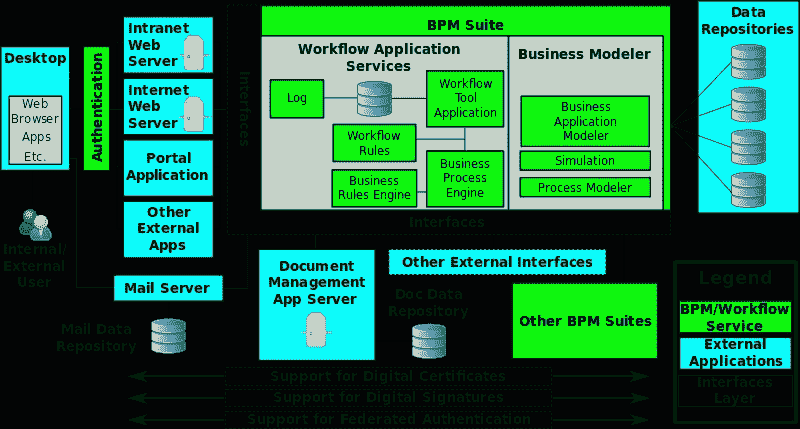 BPM Suite
Data
Repositories
Desktop
Web
Browser
Apps
Etc.
Authentication
Intranet
Web
Server
Internet
Web
Server
Portal
Application
Other
External
Apps
Mail Server
Interfaces
Workflow Application
Services
Log
Workflow
Tool
Application
Workflow
Rules
Business
Rules Engine
Business
Process
Engine
Business Modeler
Business
Application
Modeler
Simulation
Process Modeler
Interfaces
Internal/
External
User
Mail Data
Repository
Document
Management
App Server
Other External Interfaces
Doc Data
Repository
Other BPM Suites
Legend
BPM/Workflow
Service
External
Applications
Interfaces
Layer
Support for Digital Certificates
Support for Digital Signatures
Support for Federated Authentication